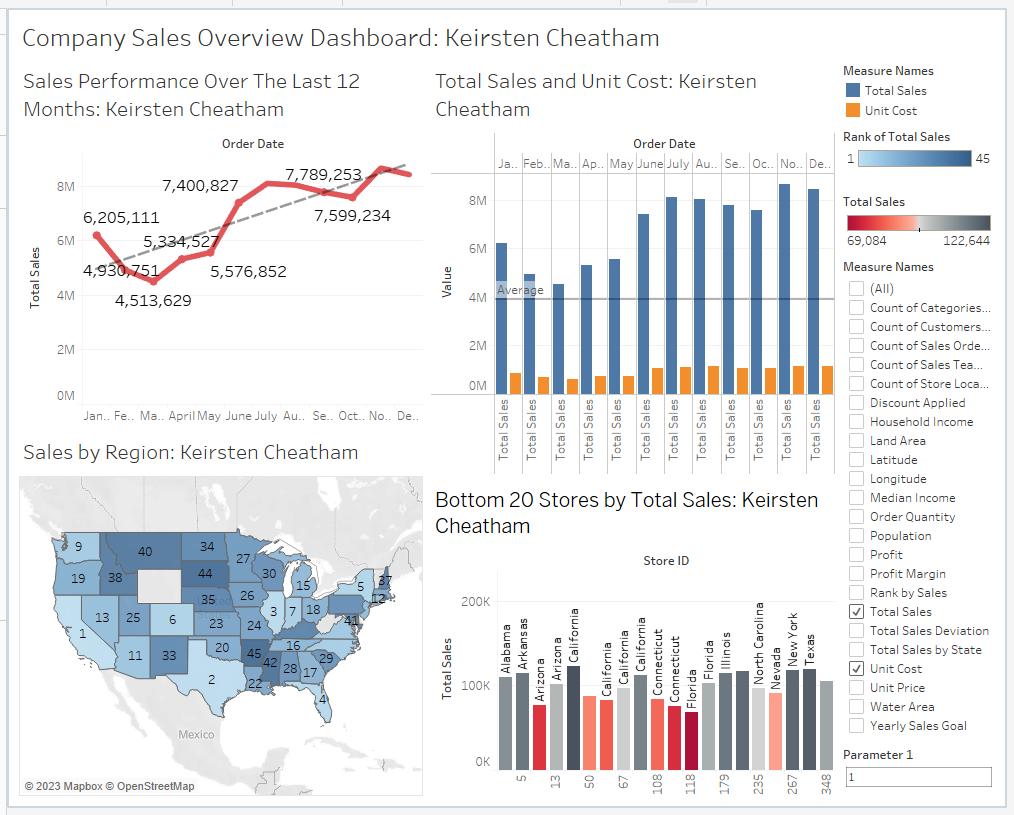 Company Sales Overview Dashboard: Keirsten Cheatham
Sales Performance Over The Last 12
Months: Keirsten Cheatham
Order Date
Total Sales
8M
6M
4M
2M
0M
6,205,111
4,930,751
4,513,629
5,334,527
5,576,852
7,400,827
7,789,253
7,599,234
Jan.. Fe.. Ma.. April May June July Au.. Se.. Oct.. No.. De..
Total Sales and Unit Cost: Keirsten
Cheatham
Order Date
Ja.. Feb.. Ma.. Ap.. May June July Au.. Se.. Oc.. No.. De..
Value
8M
6M
4M
2M
0M
Average
Total Sales Total Sales Total Sales Total Sales Total Sales Total Sales Total Sales Total Sales Total Sales Total Sales Total Sales Total Sales
Sales by Region: Keirsten Cheatham
9 40 34 27 37
19 38 44 30 15 5 12
35 26
1 13 25 6 23 24 3 7 18 41
11 33 20 45 42 16 29
2 22 28 17 4
Mexico
© 2023 Mapbox © OpenStreetMap
Bottom 20 Stores by Total Sales: Keirsten
Cheatham
Store ID
Total Sales
200K
100K
0K
Alabama
Arkansas
Arizona
Arizona
California
California
California
California
Connecticut
Connecticut
Florida
Florida
Illinois
North Carolina
Nevada
New York
Texas
5 13 50 67 108 118 179 235 267 348
Measure Names
Total Sales
Unit Cost
Rank of Total Sales
1 45
Total Sales
69,084 122,644
Measure Names
(All)
Count of Categories...
Count of Customers...
Count of Sales Orde...
Count of Sales Tea...
Count of Store Loca...
Discount Applied
Household Income
Land Area
Latitude
Longitude
Median Income
Order Quantity
Population
Profit
Profit Margin
Rank by Sales
Total Sales
Total Sales Deviation
Total Sales by State
Unit Cost
Unit Price
Water Area
Yearly Sales Goal
Parameter 1
1